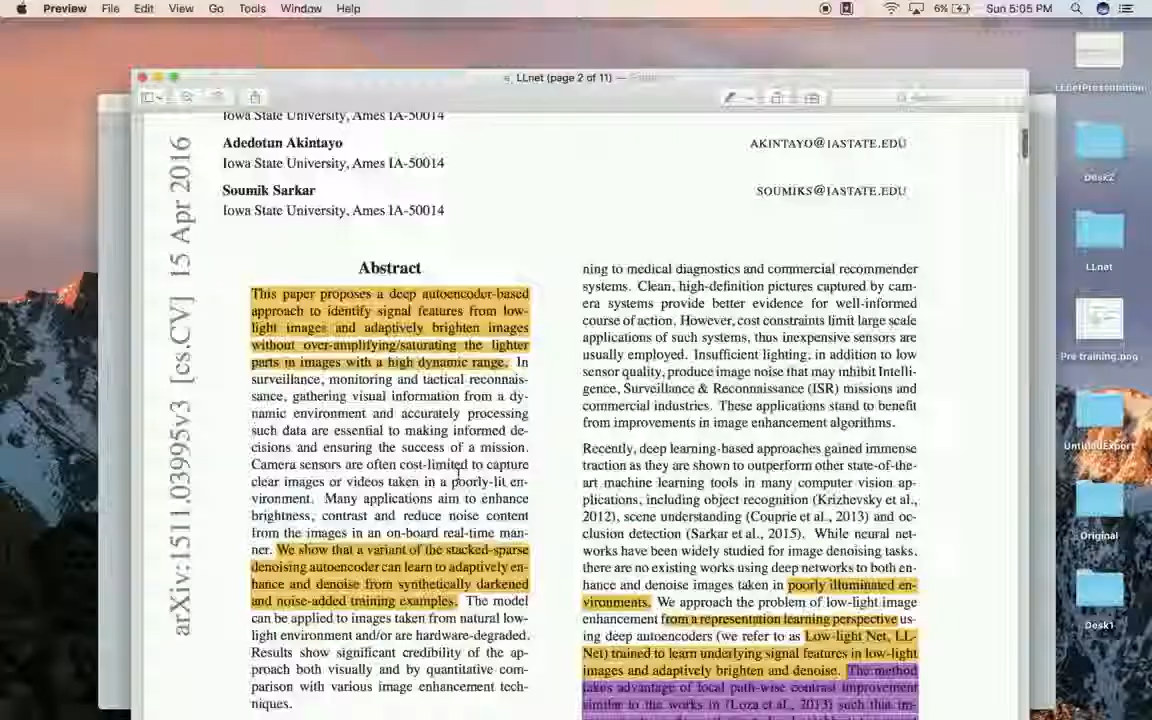 Preview File Edit View Go Tools Window Help
6% Sun 5:05 PM
LLnet (page 2 of 11) —
Iowa State University, Ames IA-50014
Adedotun Akintayo AKINTAYO@IASTATE.EDU
Iowa State University, Ames IA-50014
Soumik Sarkar SOUMIKS@IASTATE.EDU
Iowa State University, Ames IA-50014
arXiv:1511.03995v3 [cs.CV] 15 Apr 2016
Abstract
This paper proposes a deep autoencoder-based
approach to identify signal features from low-
light images and adaptively brighten images
without over-amplifying/saturating the lighter
parts in images with a high dynamic range. In
surveillance, monitoring and tactical reconnais-
sance, gathering visual information from a dy-
namic environment and accurately processing
such data are essential to making informed de-
cisions and ensuring the success of a mission.
Camera sensors are often cost-limited to capture
clear images or videos taken in a poorly-lit en-
vironment. Many applications aim to enhance
brightness, contrast and reduce noise content
from the images in an on-board real-time man-
ner. We show that a variant of the stacked-sparse
denoising autoencoder can learn to adaptively en-
hance and denoise from synthetically darkened
and noise-added training examples. The model
can be applied to images taken from natural low-
light environment and/or are hardware-degraded.
Results show significant credibility of the ap-
proach both visually and by quantitative com-
parison with various image enhancement tech-
niques.
ning to medical diagnostics and commercial recommender
systems. Clean, high-definition pictures captured by cam-
era systems provide better evidence for well-informed
course of action. However, cost constraints limit large scale
applications of such systems, thus inexpensive sensors are
usually employed. Insufficient lighting, in addition to low
sensor quality, produce image noise that may inhibit Intelli-
gence, Surveillance & Reconnaissance (ISR) missions and
commercial industries. These applications stand to benefit
from improvements in image enhancement algorithms.
Recently, deep learning-based approaches gained immense
traction as they are shown to outperform other state-of-the-
art machine learning tools in many computer vision ap-
plications, including object recognition (Krizhevsky et al.,
2012), scene understanding (Couprie et al., 2013) and oc-
clusion detection (Sarkar et al., 2015). While neural net-
works have been widely studied for image denoising tasks,
there are no existing works using deep networks to both en-
hance and denoise images taken in poorly illuminated en-
vironments. We approach the problem of low-light image
enhancement from a representation learning perspective us-
ing deep autoencoders (we refer to as Low-light Net, LL-
Net) trained to learn underlying signal features in low-light
images and adaptively brighten and denoise. The method
takes advantage of local path-wise contrast improvement
similar to the works in (Loza et al., 2013) such that im-
LLnetPresentation
Desk2
LLnet
Pre training.png
UntitledExport
Original
Desk1